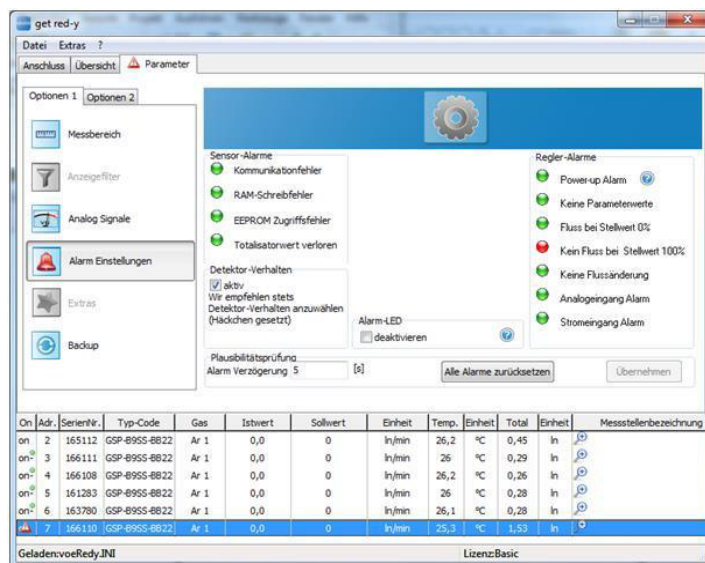 get red-y
Datei Extras ?
Anschluss Übersicht Parameter
Optionen 1 Optionen 2
Messbereich
Anzeigefilter
Analog Signale
Alarm Einstellungen
Extras
Backup
Sensor-Alarme
Kommunikationfehler
RAM-Schreibfehler
EEPROM Zugriffsfehler
Totalisatorwert verloren
Detektor-Verhalten
aktiv
Wir empfehlen stets
Detektor-Verhalten anzuwählen
(Häckchen gesetzt)
Alarm-LED
deaktivieren
Regler-Alarme
Power-up Alarm
Keine Parameterwerte
Fluss bei Stellwert 0%
Kein Fluss bei Stellwert 100%
Keine Flussänderung
Analogeingang Alarm
Stromeingang Alarm
Plausibilitätsprüfung
Alarm Verzögerung 5 [s]
Alle Alarme zurücksetzen
Übernehmen
On Adr. SerienNr. Typ-Code Gas Istwert Sollwert Einheit Temp. Einheit Total Einheit Messstellenbezeichnung
on 2 165112 GSP-B9SS-BB22 Ar 1 0,0 0 ln/min 26,2 °C 0,45 ln
on- 3 166111 GSP-B9SS-BB22 Ar 1 0,0 0 ln/min 26 °C 0,29 ln
on- 4 166108 GSP-B9SS-BB22 Ar 1 0,0 0 ln/min 26,2 °C 0,26 ln
on- 5 161283 GSP-B9SS-BB22 Ar 1 0,0 0 ln/min 26 °C 0,28 ln
on- 6 163780 GSP-B9SS-BB22 Ar 1 0,0 0 ln/min 26,1 °C 0,28 ln
7 166110 GSP-B9SS-BB22 Ar 1 0,0 0 ln/min 25,3 °C 1,53 ln
Geladen:voeRedy.INI Lizenz:Basic